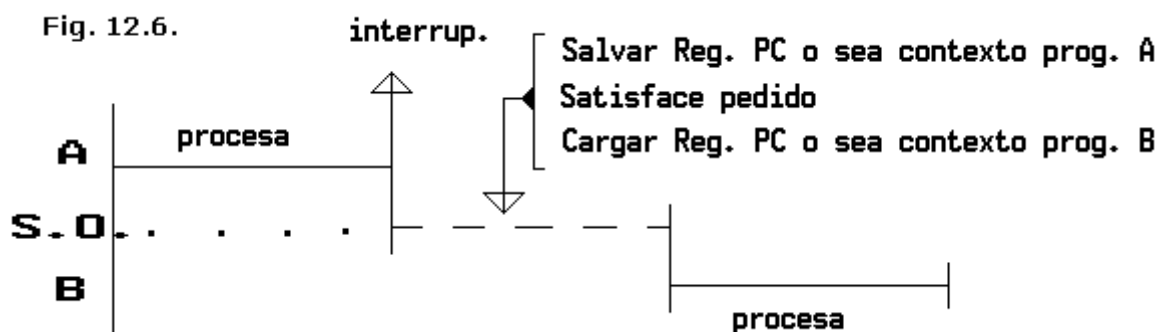 Fig. 12.6.
interrup.
Salvar Reg. PC o sea contexto prog. A
Satisface pedido
Cargar Reg. PC o sea contexto prog. B
A
procesa
S.O.
B
procesa